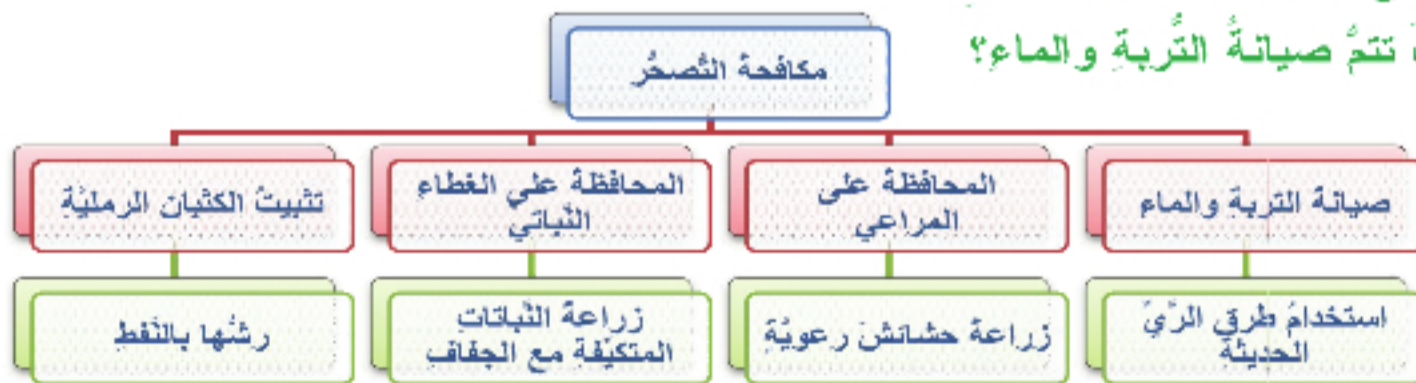 تتمُّ صيانةُ التُّربةِ والماءِ؟
مكافحة التَّصحُّر
صيانة التربةِ والماء
المحافظة على
المراعي
المحافظة على الغطاءِ
النَّباتي
تثبيتُ الكثبان الرمليَّةِ
استخدامُ طرقِ الرَّيِّ
الحديثةِ
زراعة حشائشَ رعويَّةِ
زراعةُ النَّباتاتِ
المتكيّفةِ مع الجفافِ
رشُّها بالنَّفطِ